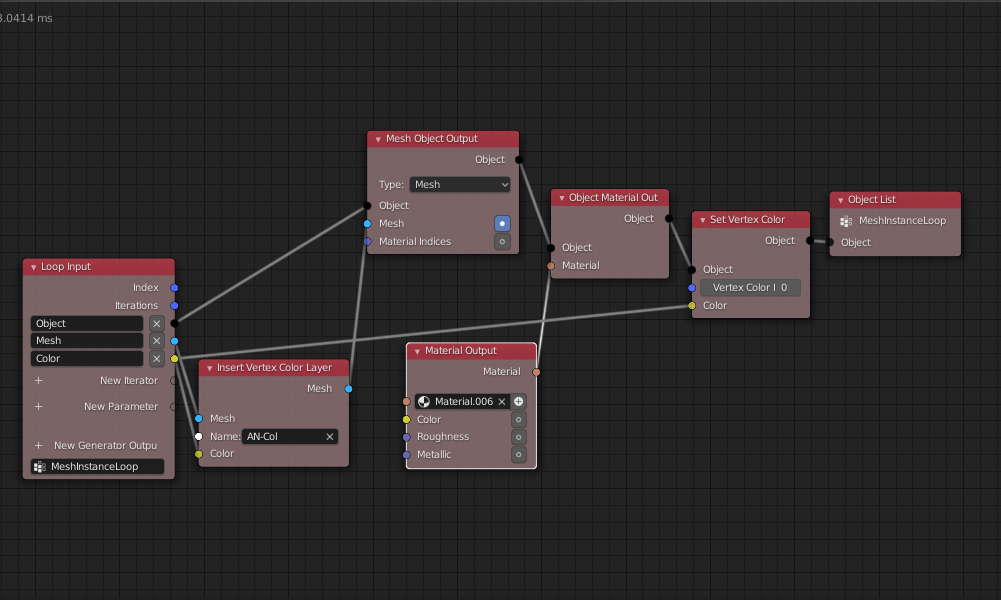 3.0414 ms
Mesh Object Output
Object
Type: Mesh
Object
Mesh
Material Indices
Object Material Out
Object
Object
Material
Set Vertex Color
Object
Object
Vertex Color I 0
Color
Object List
MeshInstanceLoop
Object
Loop Input
Index
Iterations
Object
Mesh
Color
New Iterator
New Parameter
New Generator Outpu
MeshInstanceLoop
Insert Vertex Color Layer
Mesh
Mesh
Name: AN-Col
Color
Material Output
Material
Material.006
Color
Roughness
Metallic